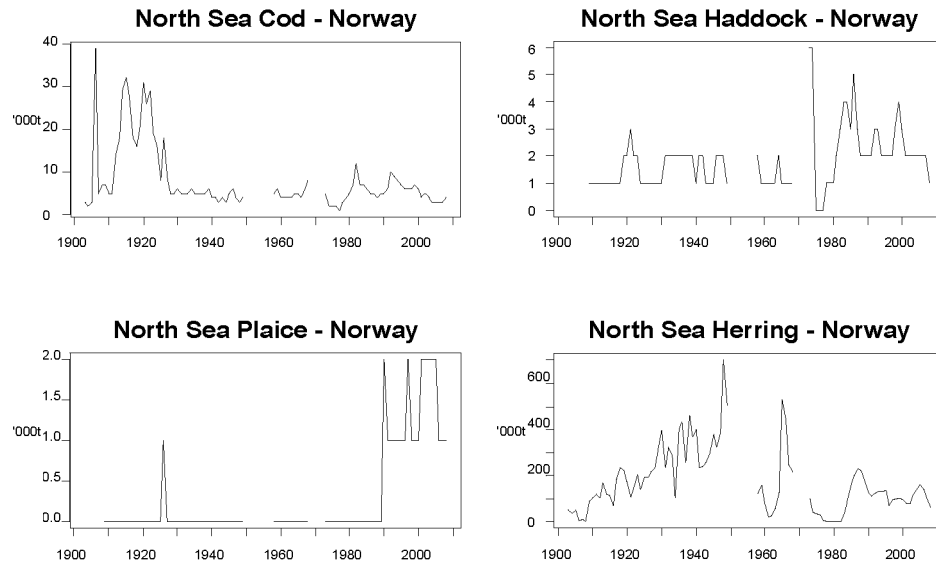 North Sea Cod - Norway
40
30
'000t
20
10
0
1900 1920 1940 1960 1980 2000
North Sea Haddock - Norway
6
5
4
'000t
3
2
1
0
1900 1920 1940 1960 1980 2000
North Sea Plaice - Norway
2.0
1.5
'000t
1.0
0.5
0.0
1900 1920 1940 1960 1980 2000
North Sea Herring - Norway
600
'000t
400
200
0
1900 1920 1940 1960 1980 2000